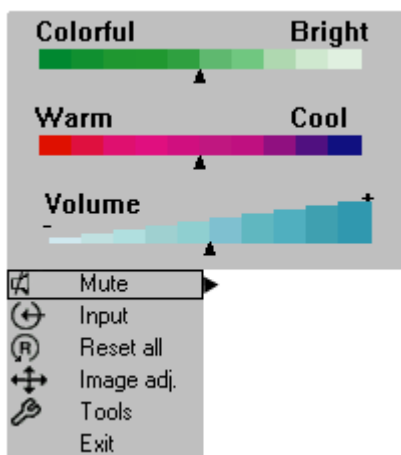 Colorful Bright
Warm Cool
Volume
- +
Mute
Input
R Reset all
Image adj.
Tools
Exit